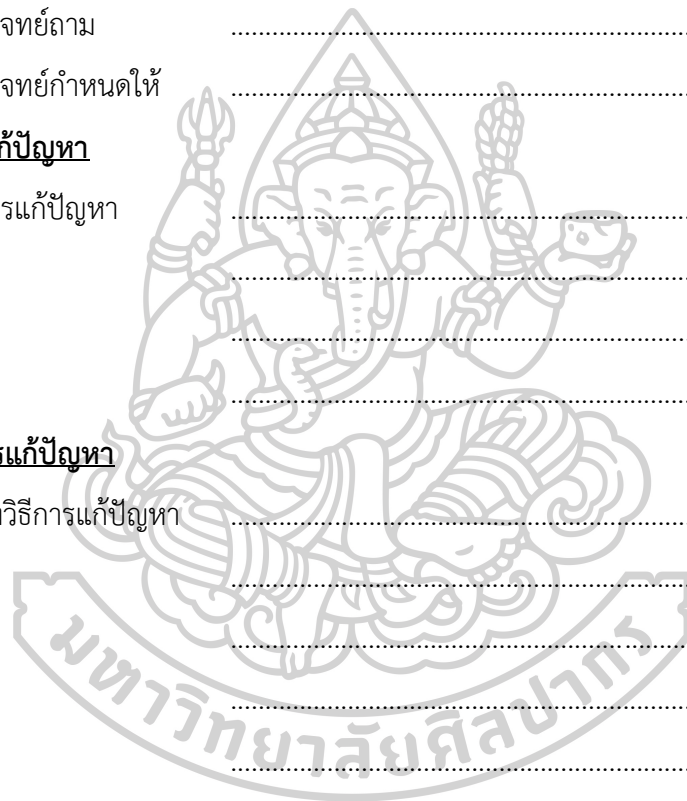 จทย์ถาม ........................................................
จทย์กำหนดให้ ........................................................
ก้ปัญหา
รแก้ปัญหา ........................................................
........................................................
........................................................
........................................................
รแก้ปัญหา
วิธีการแก้ปัญหา ........................................................
........................................................
........................................................
........................................................
........................................................
มหาวิทยาลัยศิลปากร